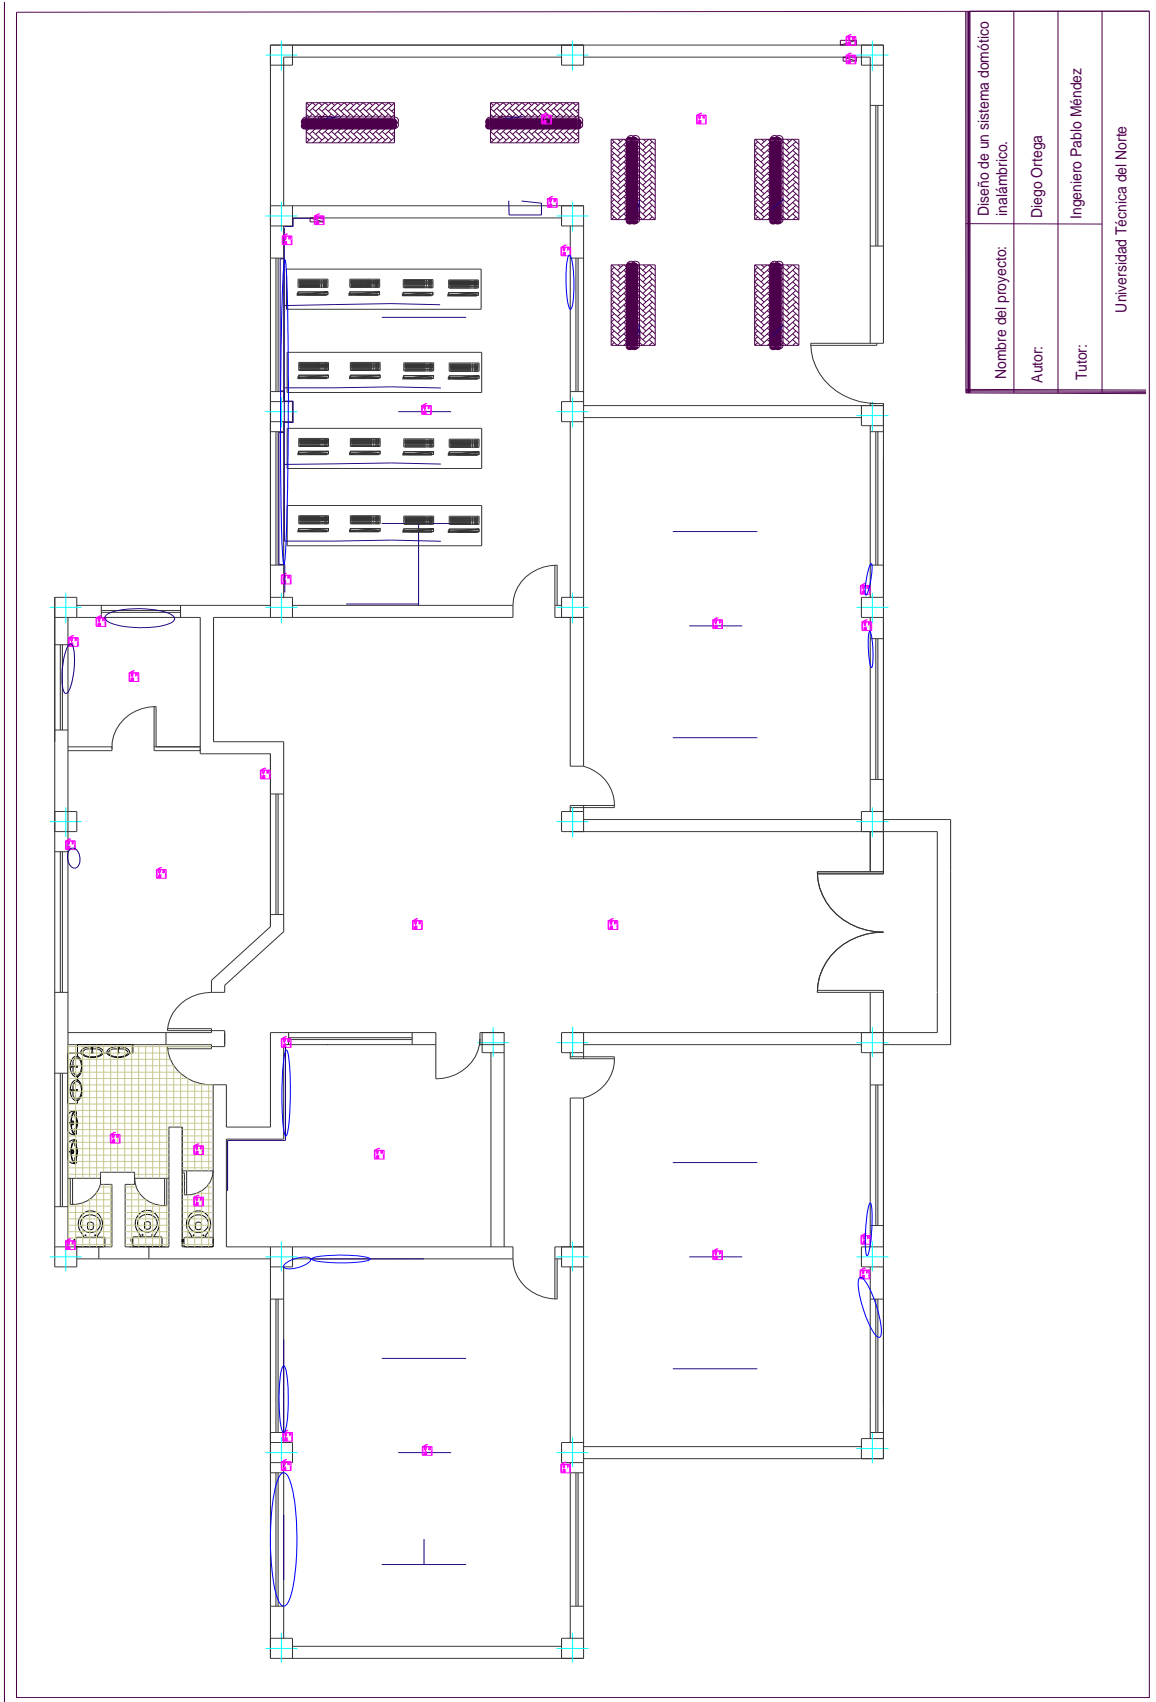 Nombre del proyecto:
Diseño de un sistema domótico
inalámbrico.
Autor:
Diego Ortega
Tutor:
Ingeniero Pablo Méndez
Universidad Técnica del Norte